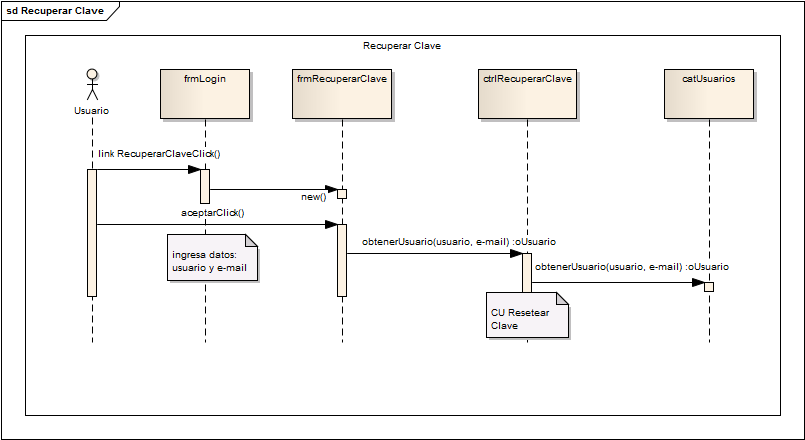 sd Recuperar Clave
Recuperar Clave
Usuario
frmLogin
frmRecuperarClave
ctrlRecuperarClave
catUsuarios
link RecuperarClaveClick()
new()
aceptarClick()
ingresa datos:
usuario y e-mail
obtenerUsuario(usuario, e-mail) :oUsuario
obtenerUsuario(usuario, e-mail) :oUsuario
CU Resetear
Clave